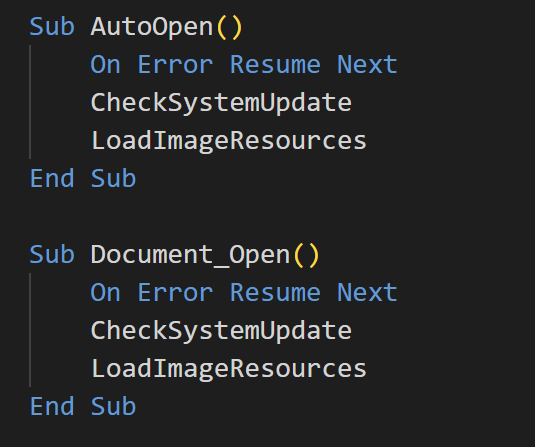 Sub AutoOpen()
    On Error Resume Next
    CheckSystemUpdate
    LoadImageResources
End Sub

Sub Document_Open()
    On Error Resume Next
    CheckSystemUpdate
    LoadImageResources
End Sub